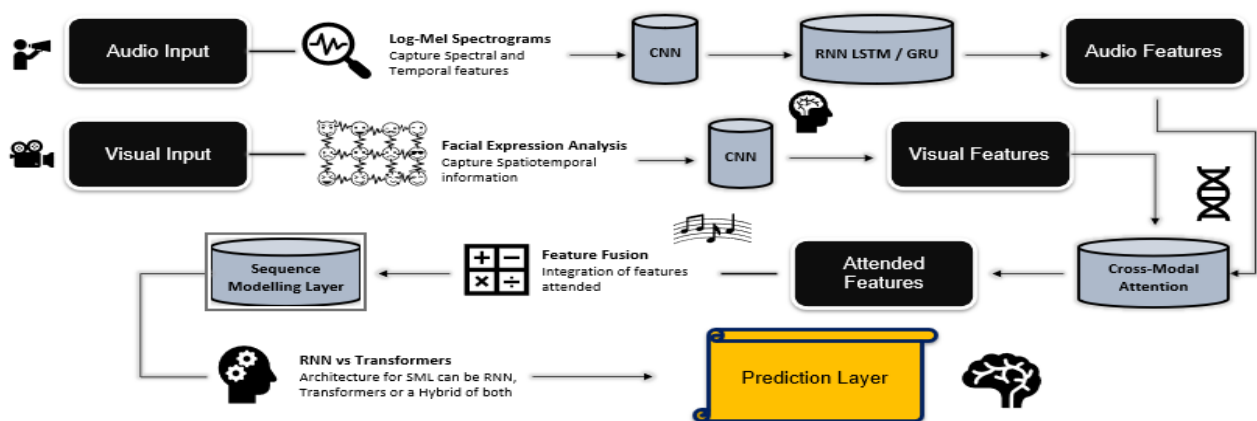 Audio Input
Log-Mel Spectrograms
Capture Spectral and
Temporal features
CNN
RNN LSTM / GRU
Audio Features
Visual Input
Facial Expression Analysis
Capture Spatiotemporal
information
CNN
Visual Features
Cross-Modal
Attention
Attended
Features
Feature Fusion
Integration of features
attended
Sequence
Modelling Layer
RNN vs Transformers
Architecture for SML can be RNN,
Transformers or a Hybrid of both
Prediction Layer